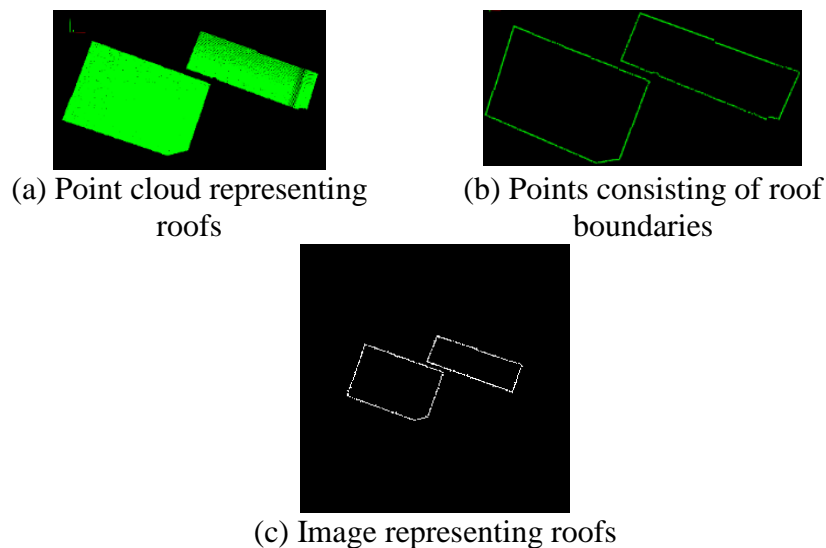 (a) Point cloud representing
roofs
(b) Points consisting of roof
boundaries
(c) Image representing roofs